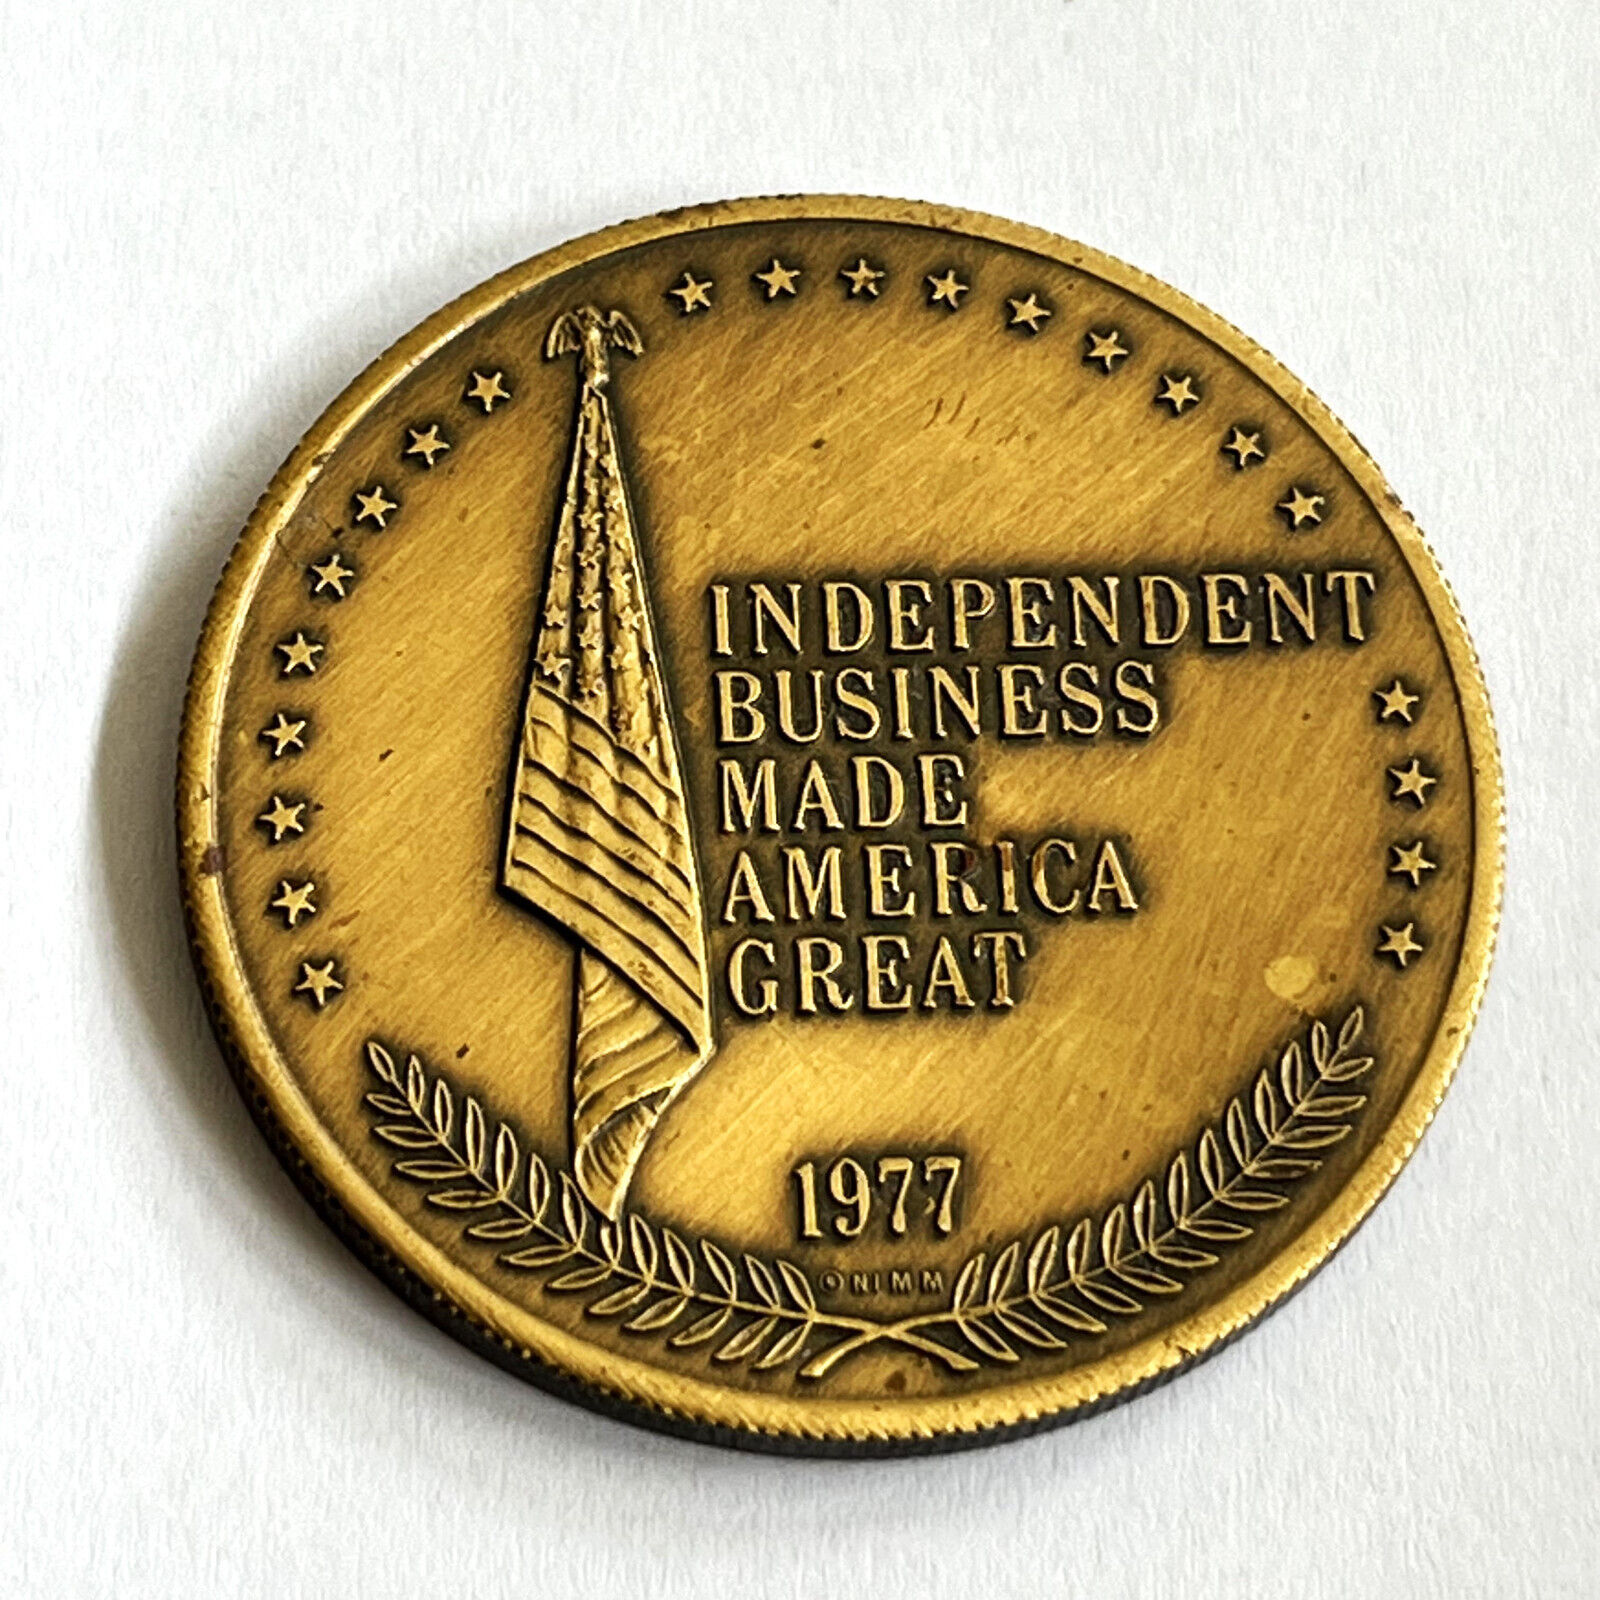 INDEPENDENT
BUSINESS
MADE
AMERICA
GREAT
1977
© NIMM